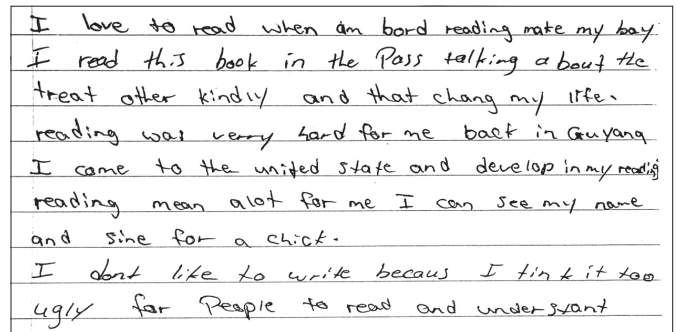 I love to read when am bord reading mate my bay.
I read this book in the Pass talking about the
treat other kindly and that chang my life.
reading was verry hard for me back in Guyana
I came to the united state and develop in my reading
reading mean alot for me I can see my name
and sine for a chick.
I dont like to write becaus I tink it too
ugly for People to read and understant